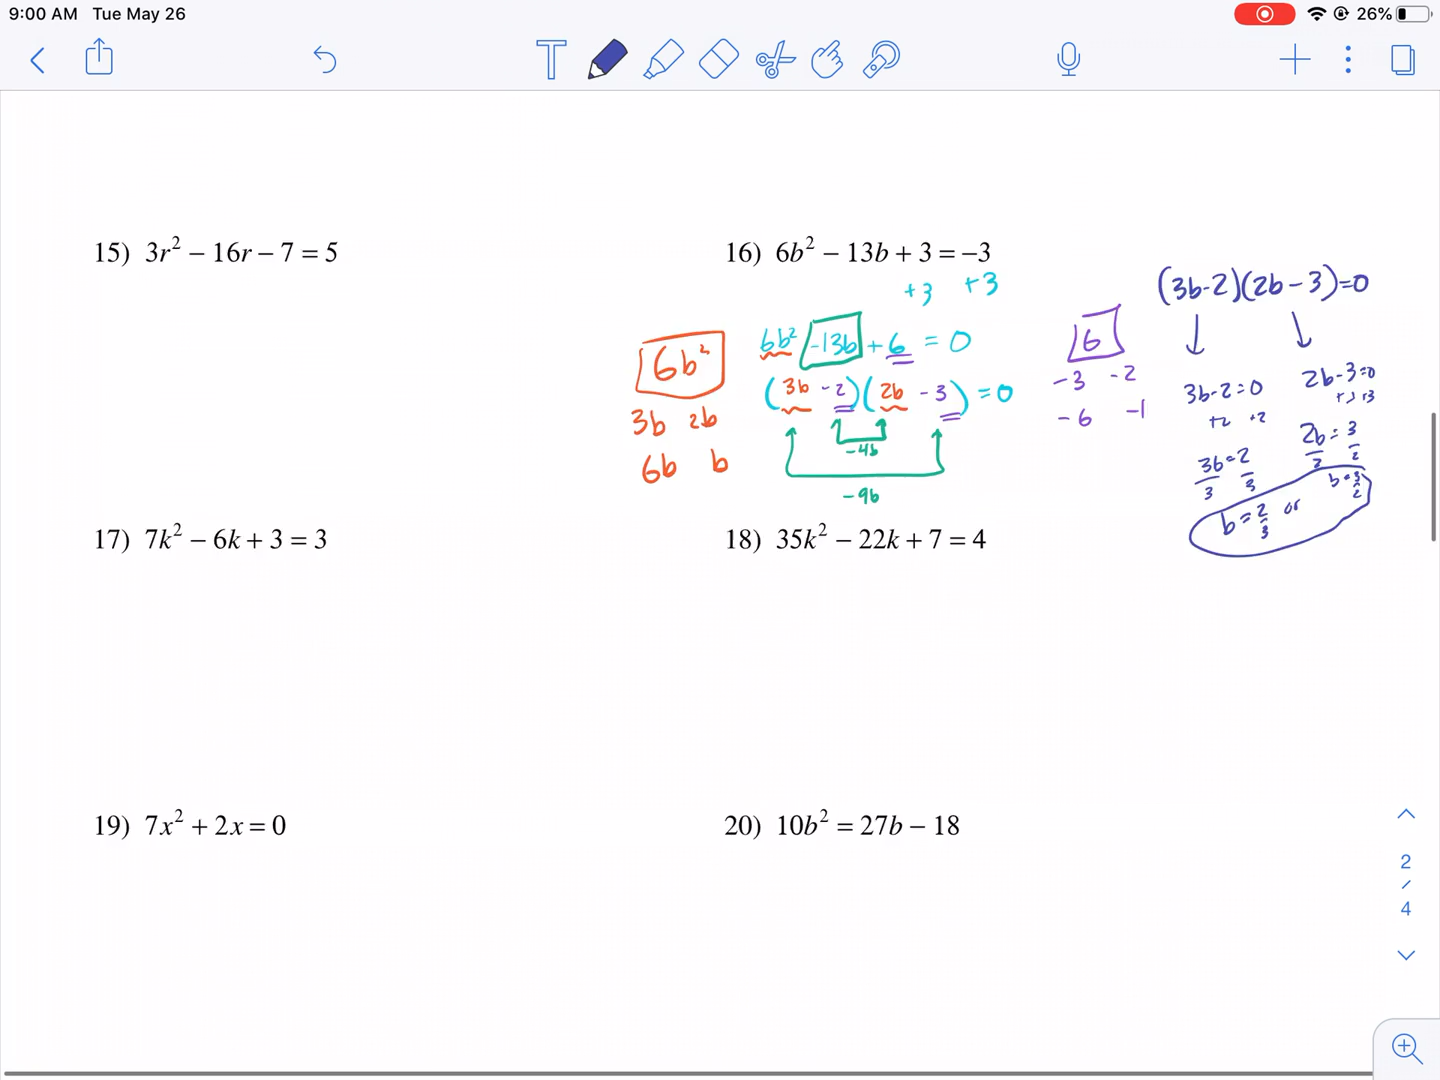 9:00 AM Tue May 26
26%
15) 3r² − 16r − 7 = 5
16) 6b² − 13b + 3 = −3
+3 +3
6b² -13b + 6 = 0
(3b - 2)(2b - 3) = 0
-4b
-9b
6b²
3b 2b
6b b
6
-3 -2
-6 -1
(3b-2)(2b-3)=0
3b-2=0
+2 +2
3b=2
3 3
b=2/3 or
2b-3=0
+3 +3
2b=3
2 2
b=3/2
17) 7k² − 6k + 3 = 3
18) 35k² − 22k + 7 = 4
19) 7x² + 2x = 0
20) 10b² = 27b − 18
2
/
4